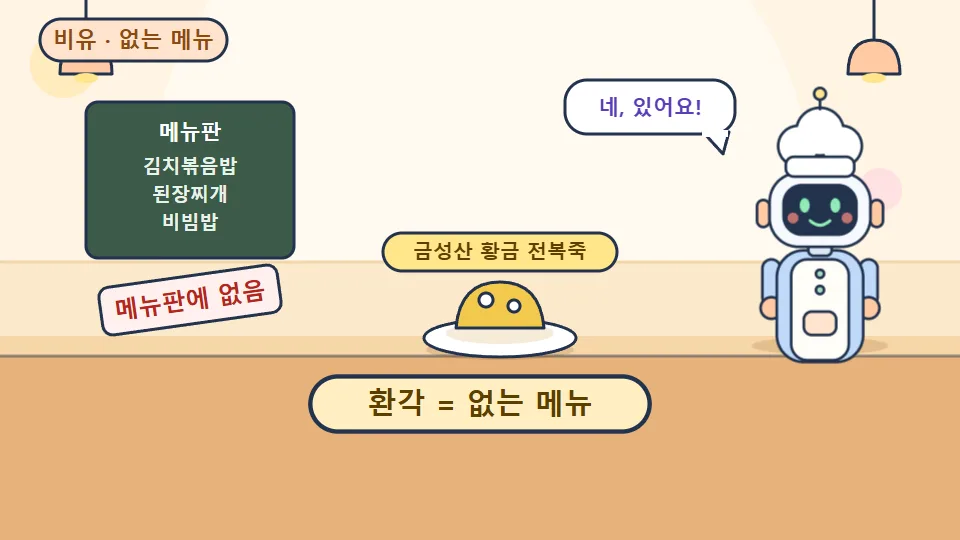 비유 · 없는 메뉴
메뉴판
김치볶음밥
된장찌개
비빔밥
메뉴판에 없음
네, 있어요!
금성산 황금 전복죽
환각 = 없는 메뉴